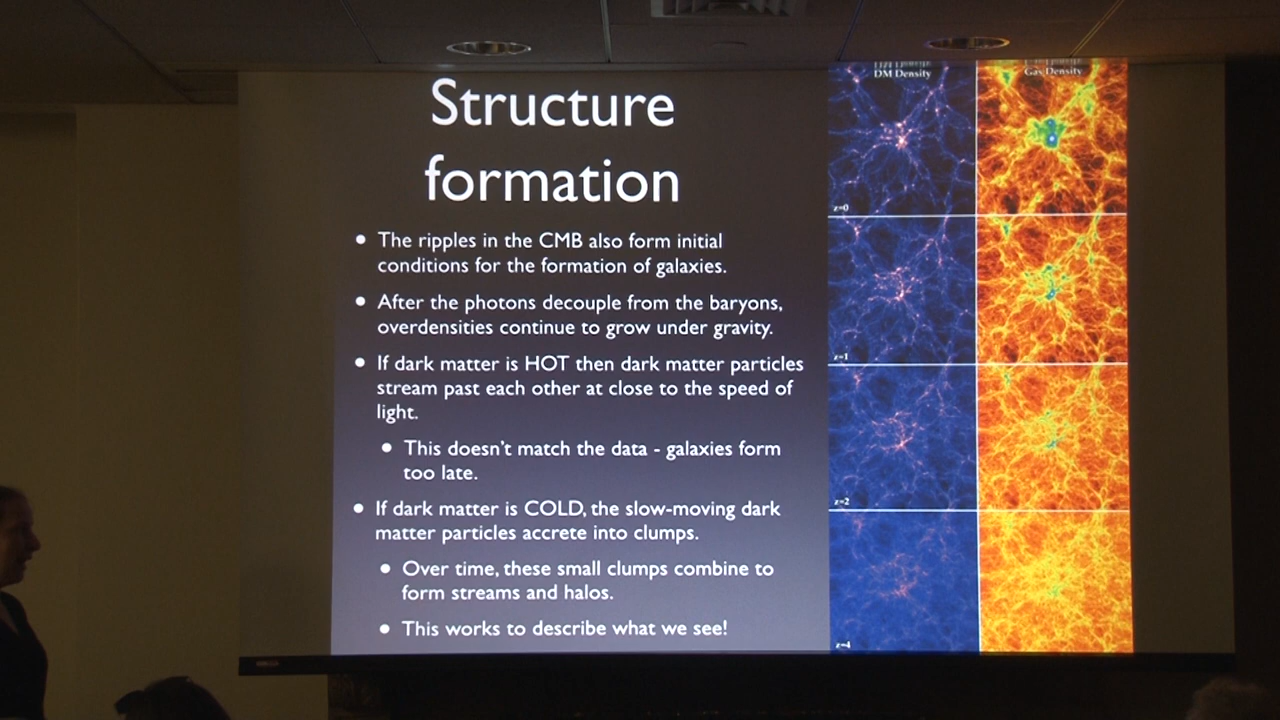 Structure
formation
• The ripples in the CMB also form initial
conditions for the formation of galaxies.
• After the photons decouple from the baryons,
overdensities continue to grow under gravity.
• If dark matter is HOT then dark matter particles
stream past each other at close to the speed of
light.
• This doesn't match the data - galaxies form
too late.
• If dark matter is COLD, the slow-moving dark
matter particles accrete into clumps.
• Over time, these small clumps combine to
form streams and halos.
• This works to describe what we see!
DM Density
Gas Density
z=0
z=1
z=2
z=4